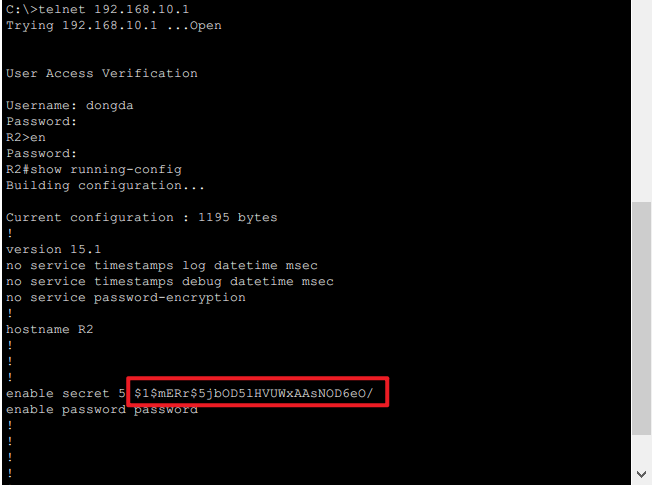 C:\>telnet 192.168.10.1
Trying 192.168.10.1 ...Open
User Access Verification
Username: dongda
Password:
R2>en
Password:
R2#show running-config
Building configuration...
Current configuration : 1195 bytes
!
version 15.1
no service timestamps log datetime msec
no service timestamps debug datetime msec
no service password-encryption
!
hostname R2
!
!
!
enable secret 5 $1$mERr$5jbOD5lHVUWxAAsNOD6eO/
enable password password
!
!
!
!